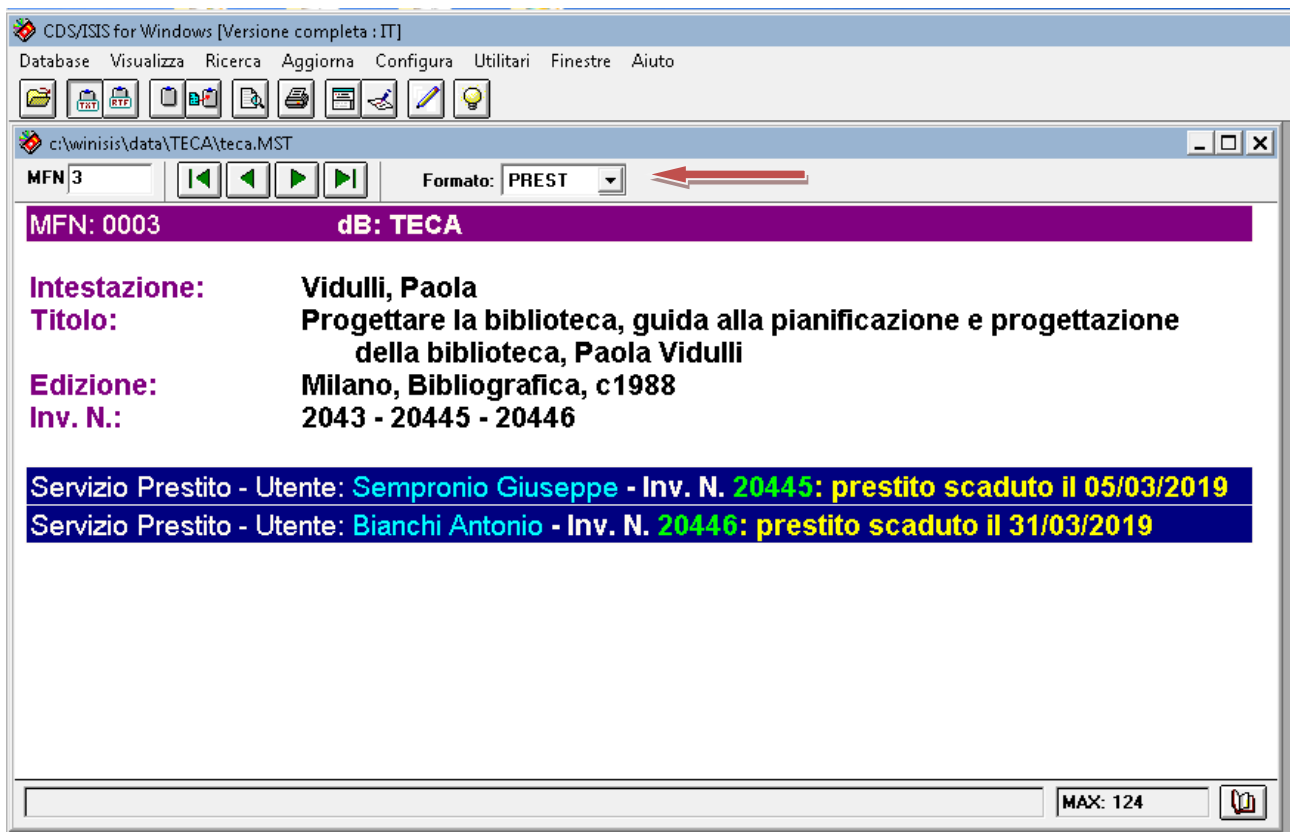 CDS/ISIS for Windows [Versione completa : IT]
Database Visualizza Ricerca Aggiorna Configura Utilitari Finestre Aiuto
TXT RTF
c:\winisis\data\TECA\teca.MST
MFN 3 Formato: PREST
MFN: 0003 dB: TECA
Intestazione: Vidulli, Paola
Titolo: Progettare la biblioteca, guida alla pianificazione e progettazione
della biblioteca, Paola Vidulli
Edizione: Milano, Bibliografica, c1988
Inv. N.: 2043 - 20445 - 20446
Servizio Prestito - Utente: Sempronio Giuseppe - Inv. N. 20445: prestito scaduto il 05/03/2019
Servizio Prestito - Utente: Bianchi Antonio - Inv. N. 20446: prestito scaduto il 31/03/2019
MAX: 124